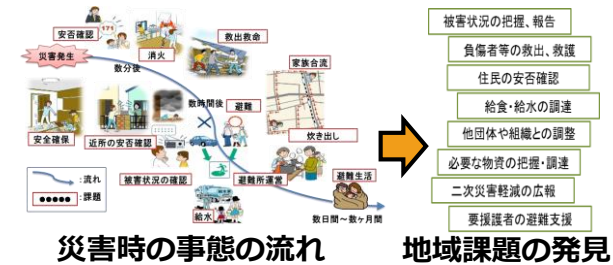 安否確認
171
消火
救出救命
災害発生
家族合流
数分後
数時間後
避難
安全確保
近所の安否確認
炊き出し
流れ
●●●●●:課題
被害状況の確認
避難所運営
避難生活
給水
数日間～数ヶ月間
災害時の事態の流れ
被害状況の把握、報告
負傷者等の救出、救護
住民の安否確認
給食・給水の調達
他団体や組織との調整
必要な物資の把握・調達
二次災害軽減の広報
要援護者の避難支援
地域課題の発見